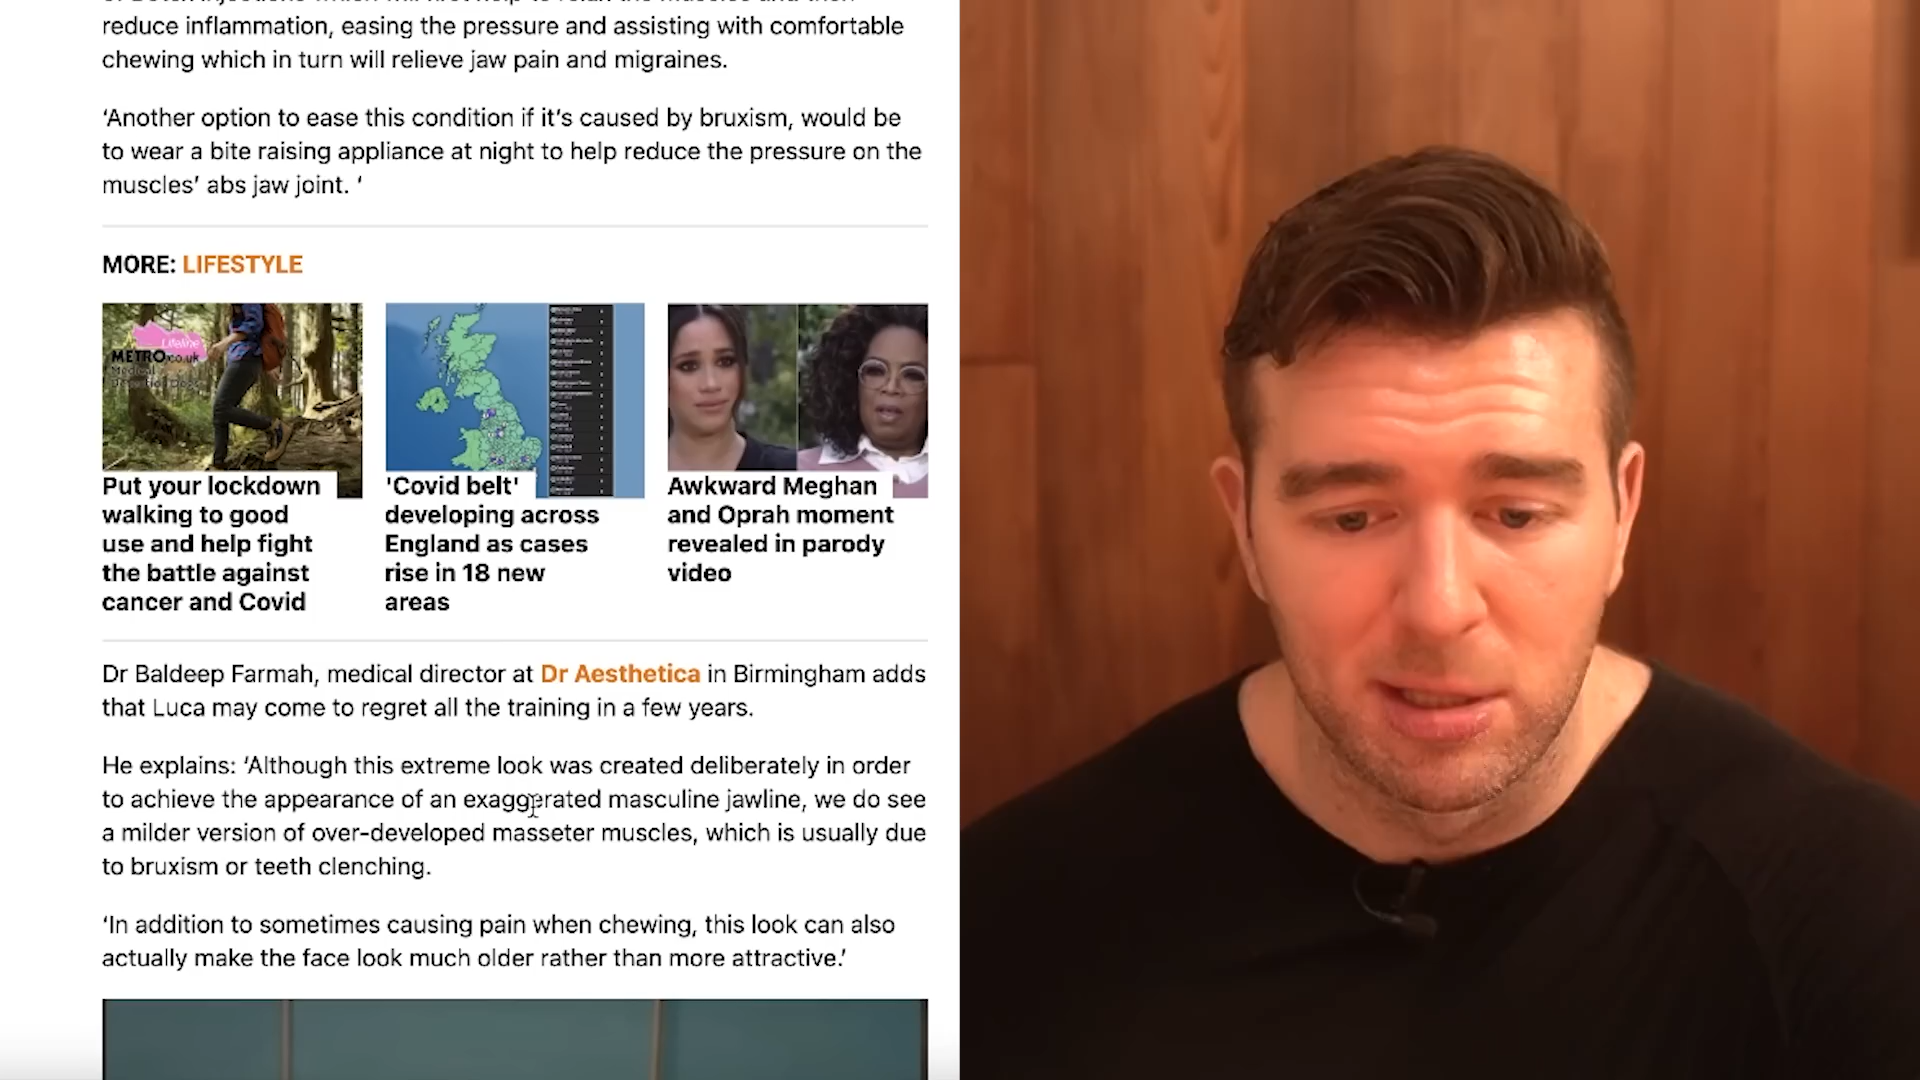 reduce inflammation, easing the pressure and assisting with comfortable
chewing which in turn will relieve jaw pain and migraines.
‘Another option to ease this condition if it’s caused by bruxism, would be
to wear a bite raising appliance at night to help reduce the pressure on the
muscles’ abs jaw joint. ‘
MORE: LIFESTYLE
Lifeline
METRO.co.uk
Medical
Detection Dogs
Put your lockdown
walking to good
use and help fight
the battle against
cancer and Covid
'Covid belt'
developing across
England as cases
rise in 18 new
areas
Awkward Meghan
and Oprah moment
revealed in parody
video
Dr Baldeep Farmah, medical director at Dr Aesthetica in Birmingham adds
that Luca may come to regret all the training in a few years.
He explains: ‘Although this extreme look was created deliberately in order
to achieve the appearance of an exaggerated masculine jawline, we do see
a milder version of over-developed masseter muscles, which is usually due
to bruxism or teeth clenching.
‘In addition to sometimes causing pain when chewing, this look can also
actually make the face look much older rather than more attractive.’